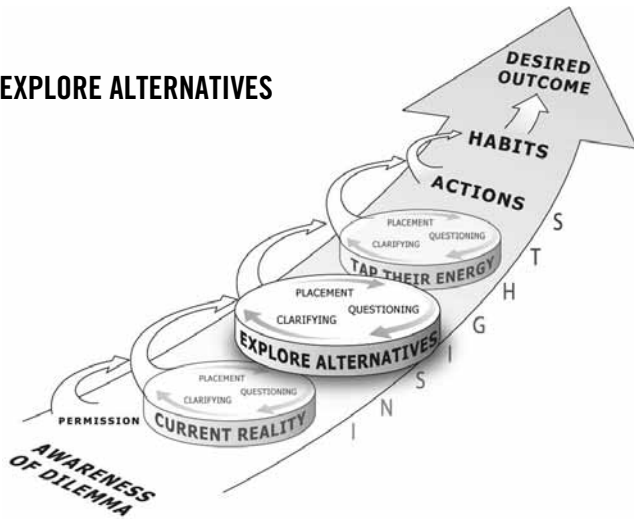 EXPLORE ALTERNATIVES
DESIRED
OUTCOME
HABITS
ACTIONS
PLACEMENT
QUESTIONING
CLARIFYING
TAP THEIR ENERGY
PLACEMENT
QUESTIONING
CLARIFYING
EXPLORE ALTERNATIVES
PLACEMENT
QUESTIONING
CLARIFYING
CURRENT REALITY
PERMISSION
AWARENESS
OF DILEMMA
INSIGHTS